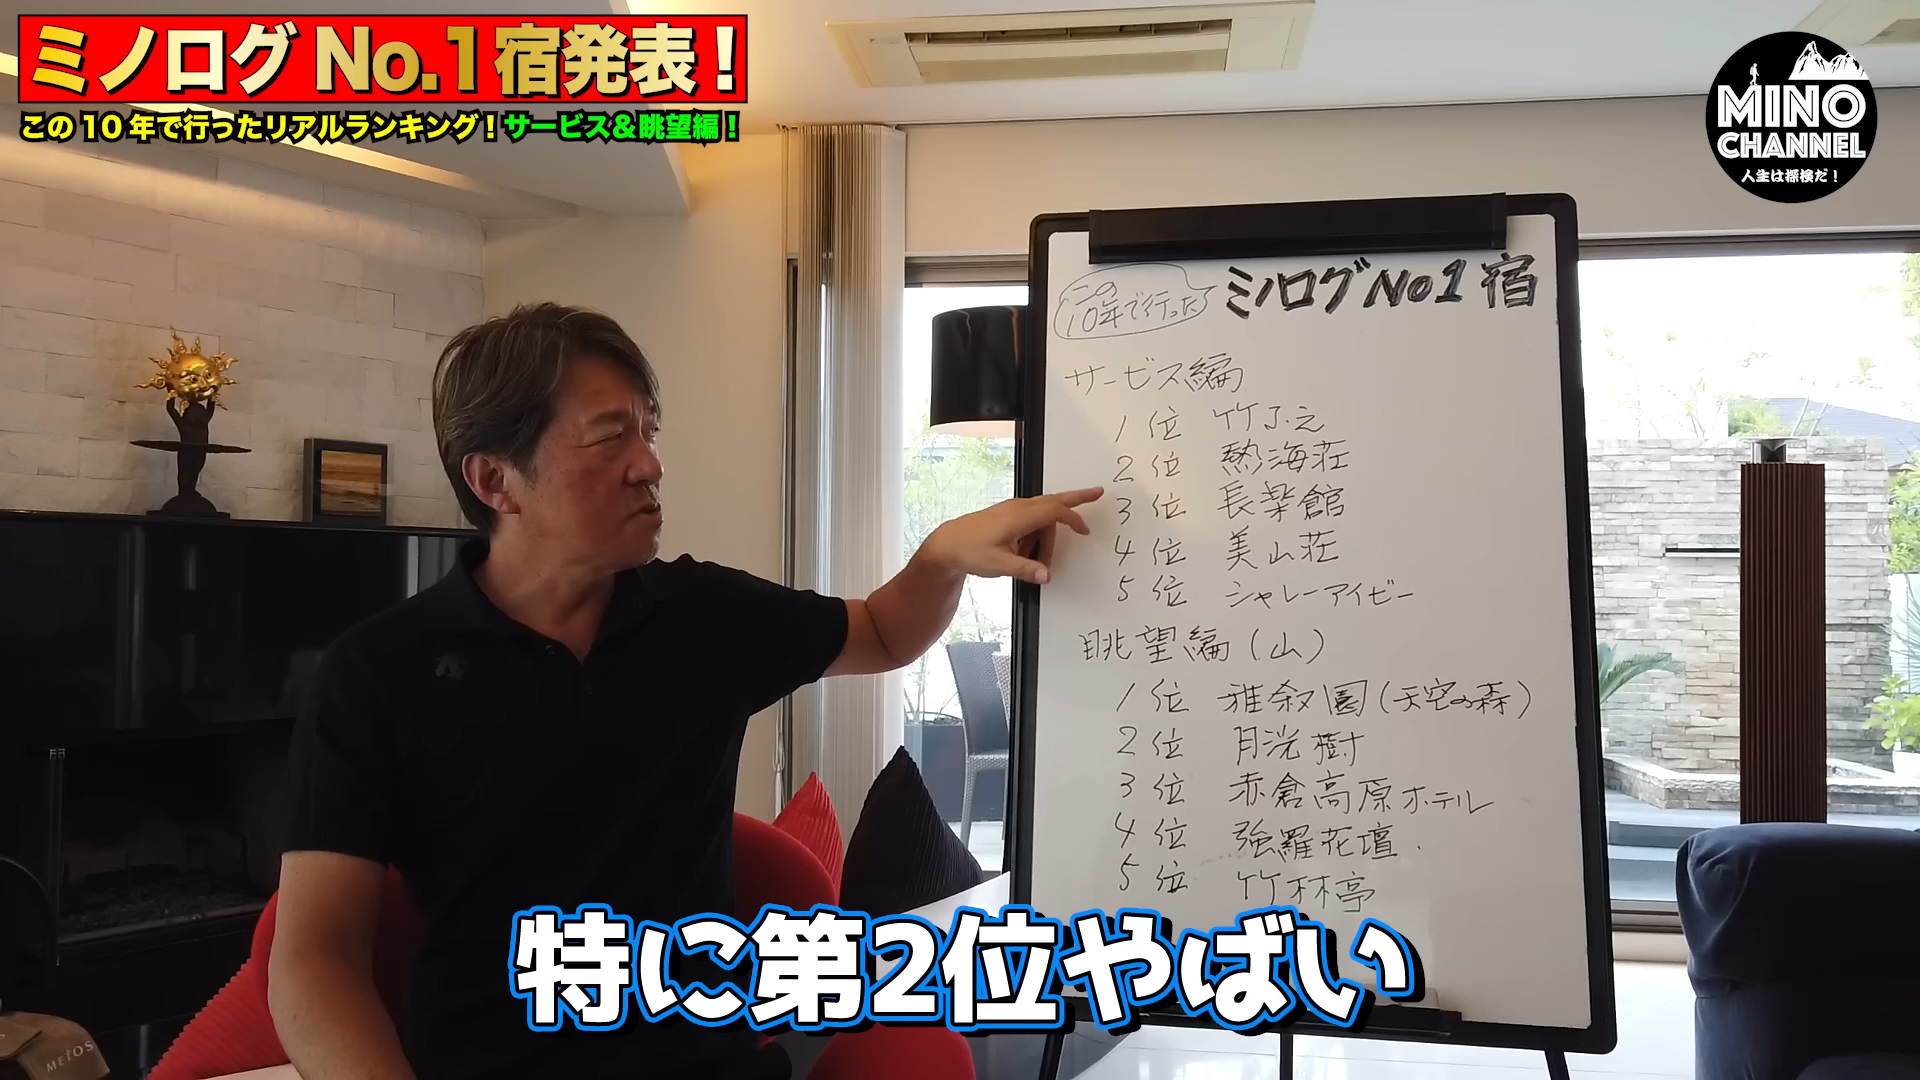 ミノログ No.1 宿発表！
この10年で行ったリアルランキング！サービス&眺望編！
MINO
CHANNEL
人生は探検だ！
この
10年で行った
ミノログ No1 宿
サービス編
1位 竹ふえ
2位 熱海荘
3位 長楽館
4位 美山荘
5位 シャレーアイビー
眺望編(山)
1位 雅叙園(天空の森)
2位 月洸樹
3位 赤倉高原ホテル
4位 強羅花壇
5位 竹林亭
特に第2位やばい
METOS